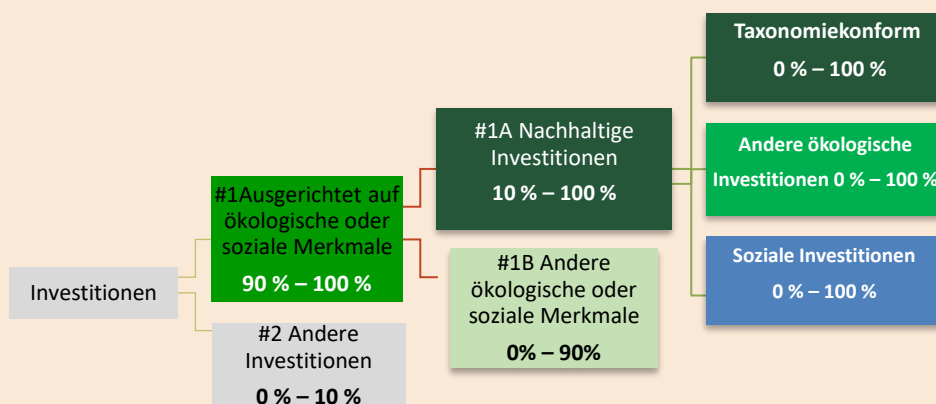 Investitionen
#1Ausgerichtet auf
ökologische oder
soziale Merkmale
90 % – 100 %
#2 Andere
Investitionen
0 % – 10 %
#1A Nachhaltige
Investitionen
10 % – 100 %
#1B Andere
ökologische oder
soziale Merkmale
0% – 90%
Taxonomiekonform
0 % – 100 %
Andere ökologische
Investitionen 0 % – 100 %
Soziale Investitionen
0 % – 100 %